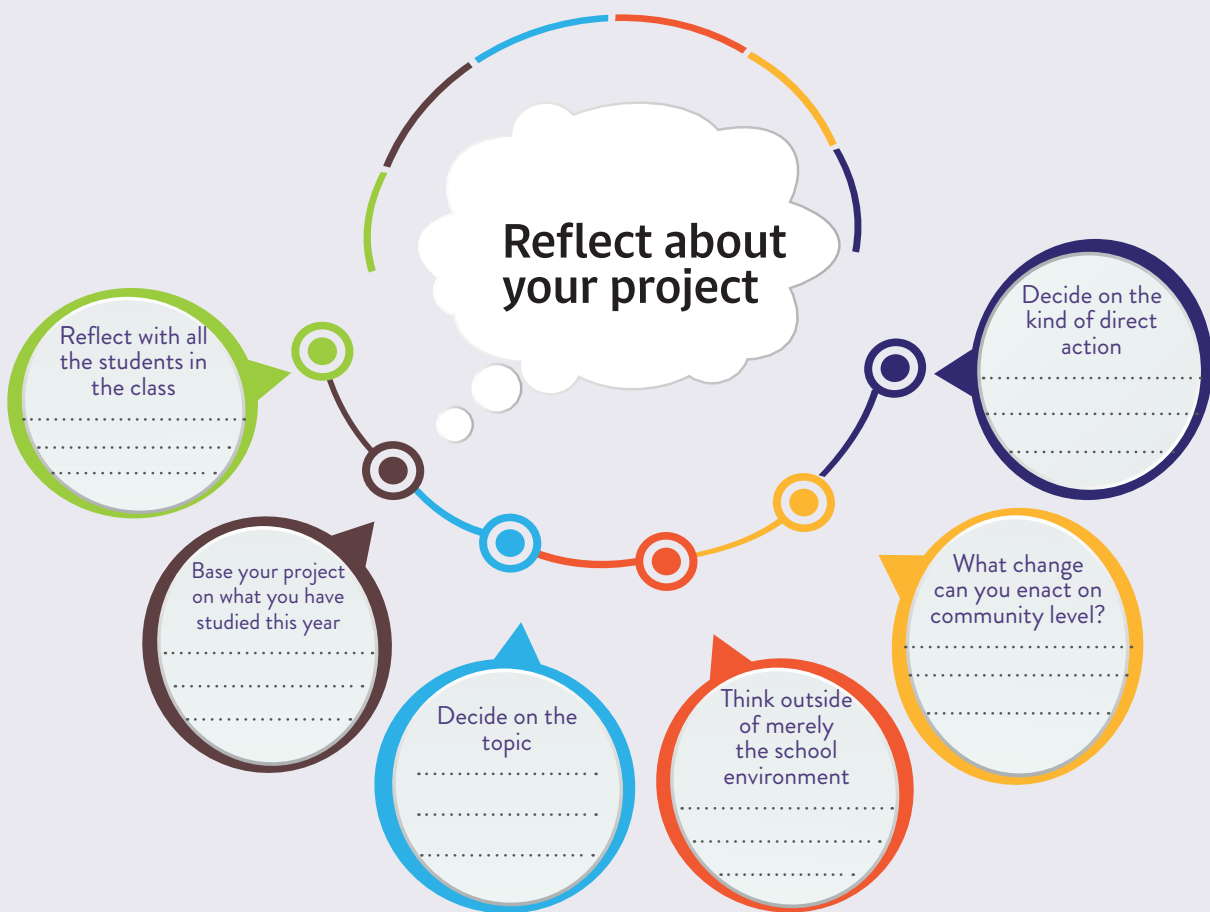 Reflect about
your project
Reflect with all
the students in
the class
Base your project
on what you have
studied this year
Decide on the
topic
Think outside
of merely
the school
environment
What change
can you enact on
community level?
Decide on the
kind of direct
action